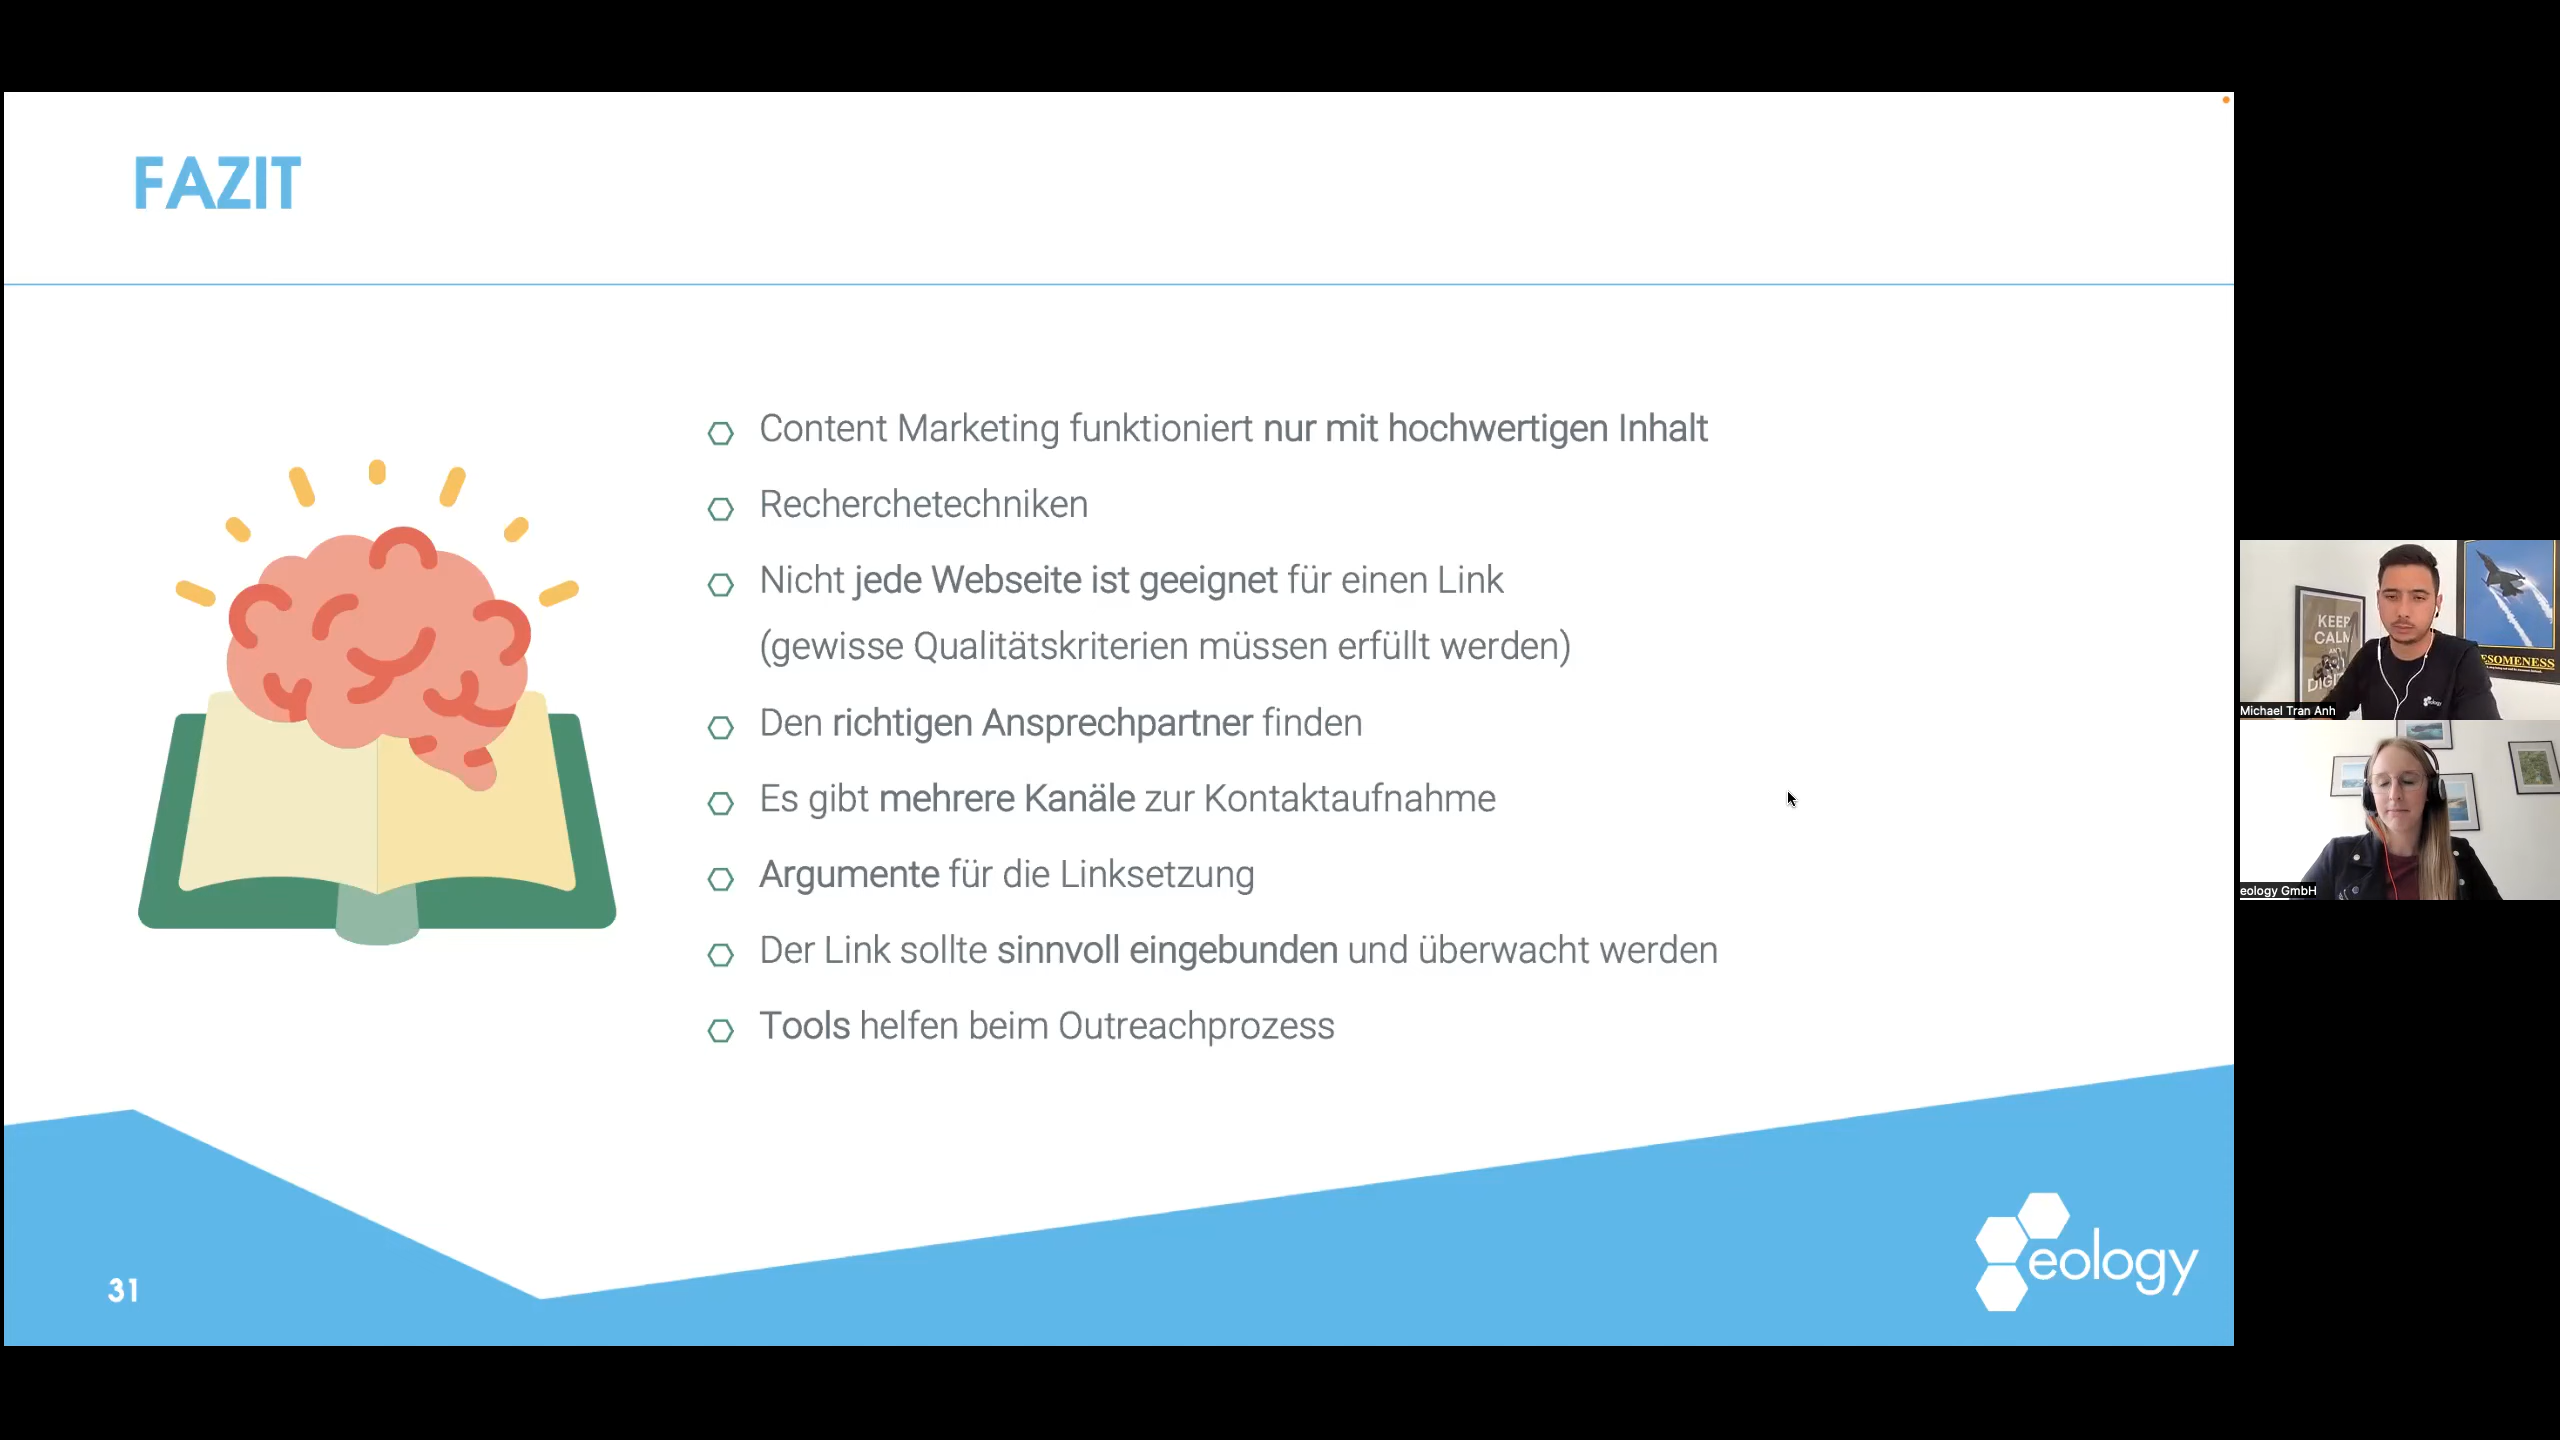 FAZIT
Content Marketing funktioniert nur mit hochwertigen Inhalt
Recherchetechniken
Nicht jede Webseite ist geeignet für einen Link
(gewisse Qualitätskriterien müssen erfüllt werden)
Den richtigen Ansprechpartner finden
Es gibt mehrere Kanäle zur Kontaktaufnahme
Argumente für die Linksetzung
Der Link sollte sinnvoll eingebunden und überwacht werden
Tools helfen beim Outreachprozess
31
eology
KEEP
CALM
ESOMENESS
Michael Tran Anh
eology GmbH